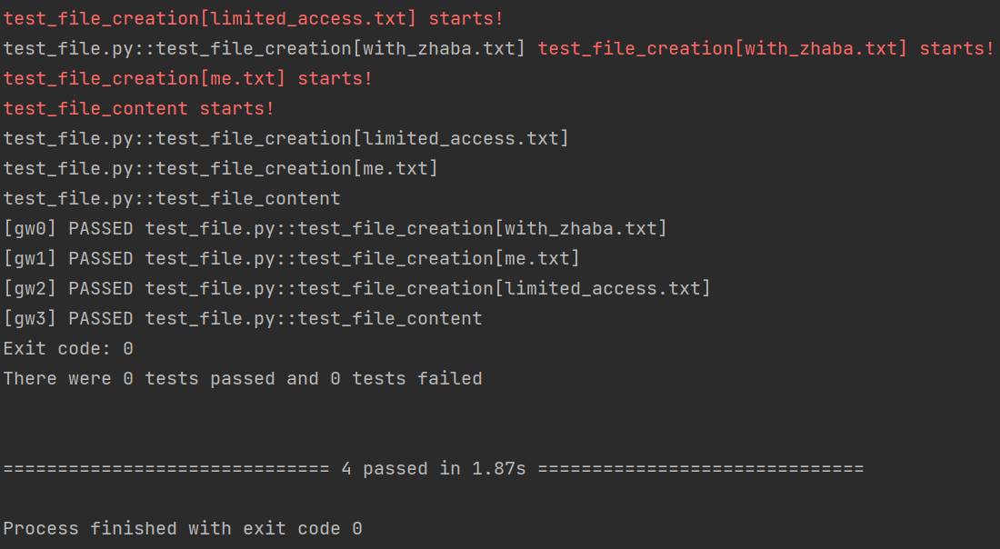 test_file_creation[limited_access.txt] starts!
test_file.py::test_file_creation[with_zhaba.txt] test_file_creation[with_zhaba.txt] starts!
test_file_creation[me.txt] starts!
test_file_content starts!
test_file.py::test_file_creation[limited_access.txt]
test_file.py::test_file_creation[me.txt]
test_file.py::test_file_content
[gw0] PASSED test_file.py::test_file_creation[with_zhaba.txt]
[gw1] PASSED test_file.py::test_file_creation[me.txt]
[gw2] PASSED test_file.py::test_file_creation[limited_access.txt]
[gw3] PASSED test_file.py::test_file_content
Exit code: 0
There were 0 tests passed and 0 tests failed
============================== 4 passed in 1.87s ==============================
Process finished with exit code 0